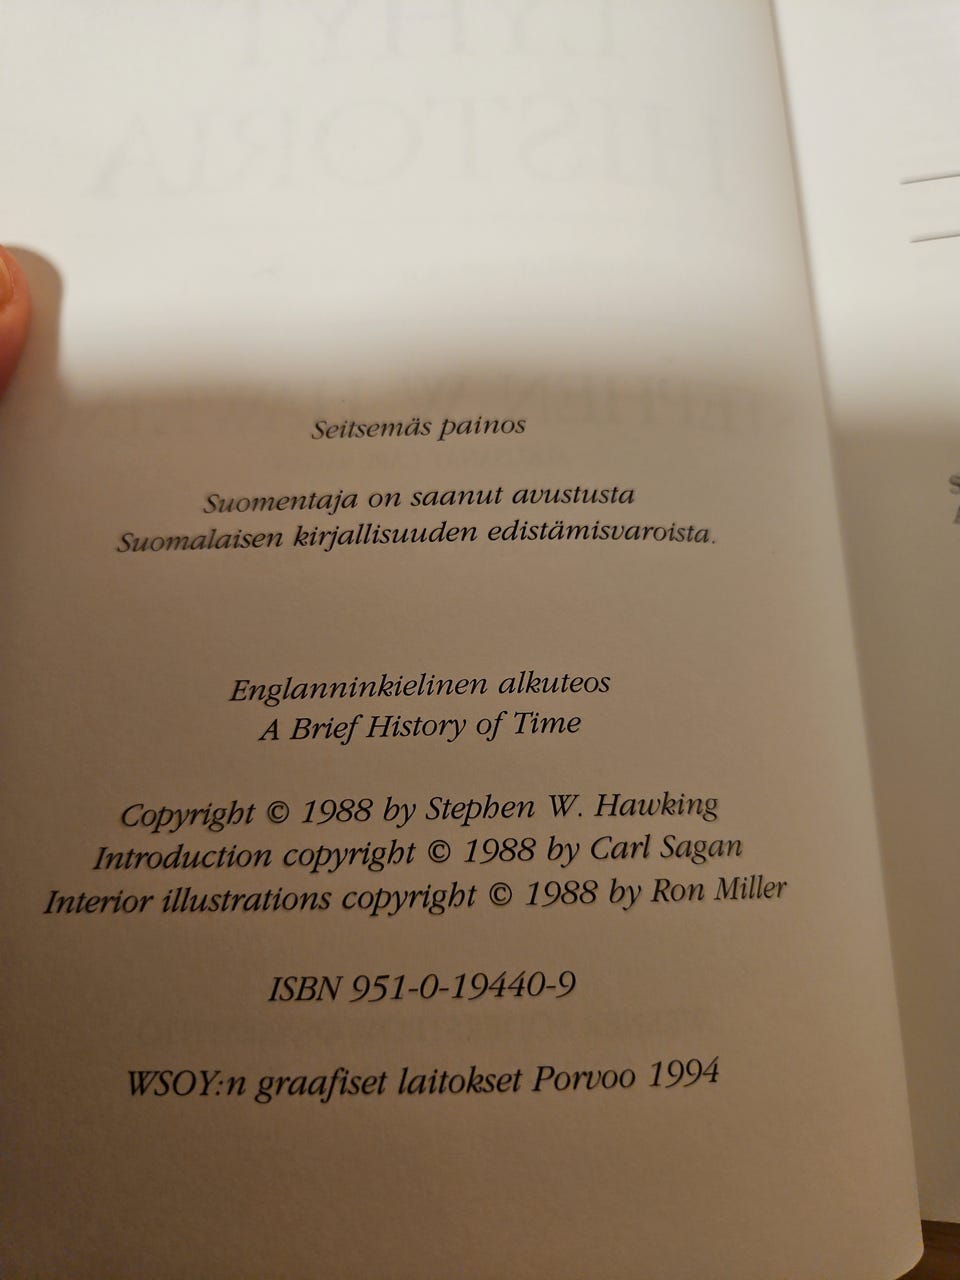 Seitsemäs painos
Suomentaja on saanut avustusta
Suomalaisen kirjallisuuden edistämisvaroista.
Englanninkielinen alkuteos
A Brief History of Time
Copyright © 1988 by Stephen W. Hawking
Introduction copyright © 1988 by Carl Sagan
Interior illustrations copyright © 1988 by Ron Miller
ISBN 951-0-19440-9
WSOY:n graafiset laitokset Porvoo 1994